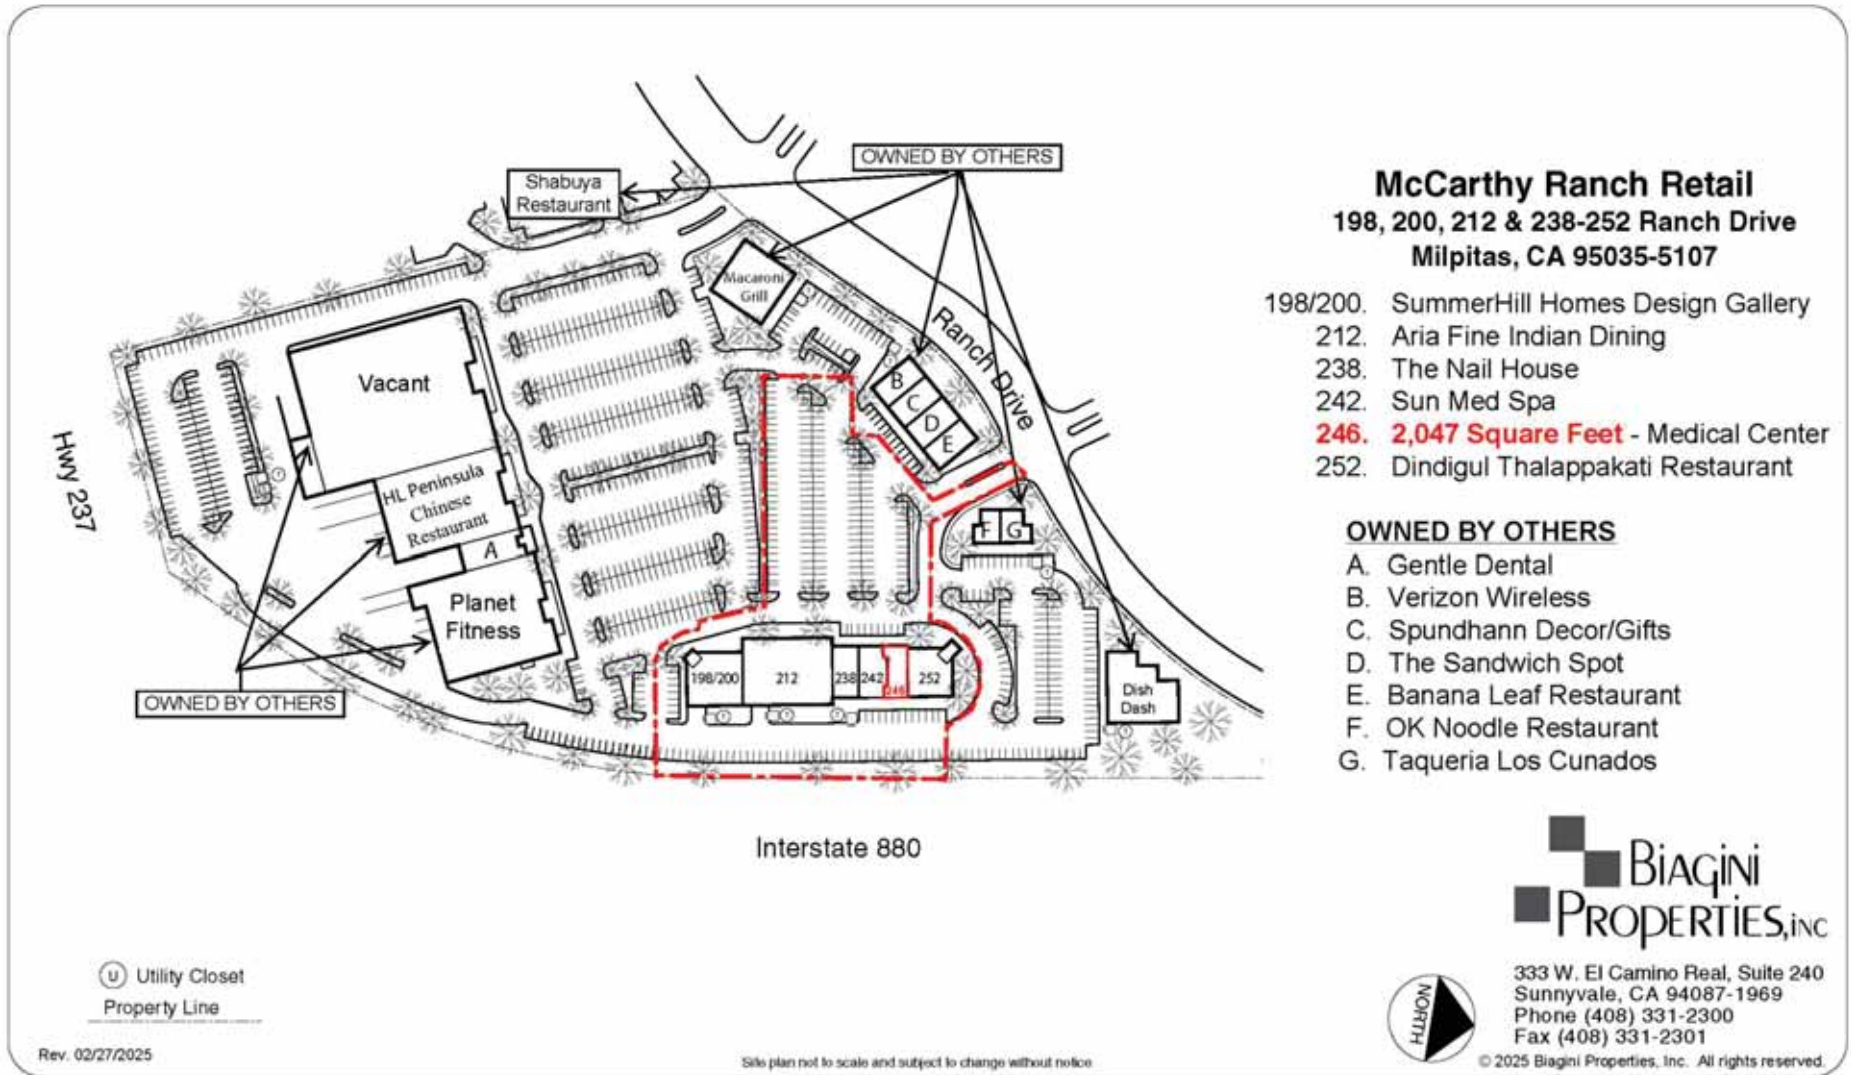 OWNED BY OTHERS
Shabuya
Restaurant
Macaroni
Grill
Ranch Drive
Vacant
B
C
D
E
Hwy 237
HL Peninsula
Chinese
Restaurant
A
F G
Planet
Fitness
198/200 212 238 242 246 252
Dish
Dash
OWNED BY OTHERS
Interstate 880
McCarthy Ranch Retail
198, 200, 212 & 238-252 Ranch Drive
Milpitas, CA 95035-5107
198/200. SummerHill Homes Design Gallery
212. Aria Fine Indian Dining
238. The Nail House
242. Sun Med Spa
246. 2,047 Square Feet - Medical Center
252. Dindigul Thalappakati Restaurant
OWNED BY OTHERS
A. Gentle Dental
B. Verizon Wireless
C. Spundhann Decor/Gifts
D. The Sandwich Spot
E. Banana Leaf Restaurant
F. OK Noodle Restaurant
G. Taqueria Los Cunados
BiAGiNi
PROPERTiES,iNC
333 W. El Camino Real, Suite 240
Sunnyvale, CA 94087-1969
Phone (408) 331-2300
Fax (408) 331-2301
NORTH
U Utility Closet
Property Line
Rev. 02/27/2025
Site plan not to scale and subject to change without notice
© 2025 Biagini Properties, Inc. All rights reserved.